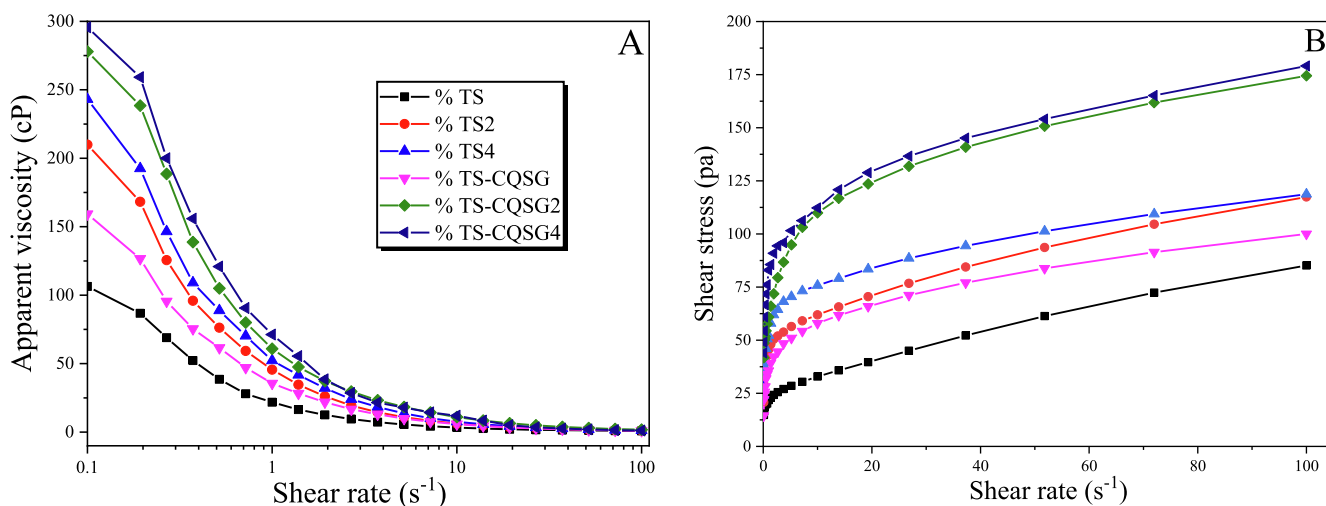 A
Apparent viscosity (cP)
300
250
200
150
100
50
0
% TS
% TS2
% TS4
% TS-CQSG
% TS-CQSG2
% TS-CQSG4
0.1 1 10 100
Shear rate (s⁻¹)
B
Shear stress (pa)
200
175
150
125
100
75
50
25
0
0 20 40 60 80 100
Shear rate (s⁻¹)